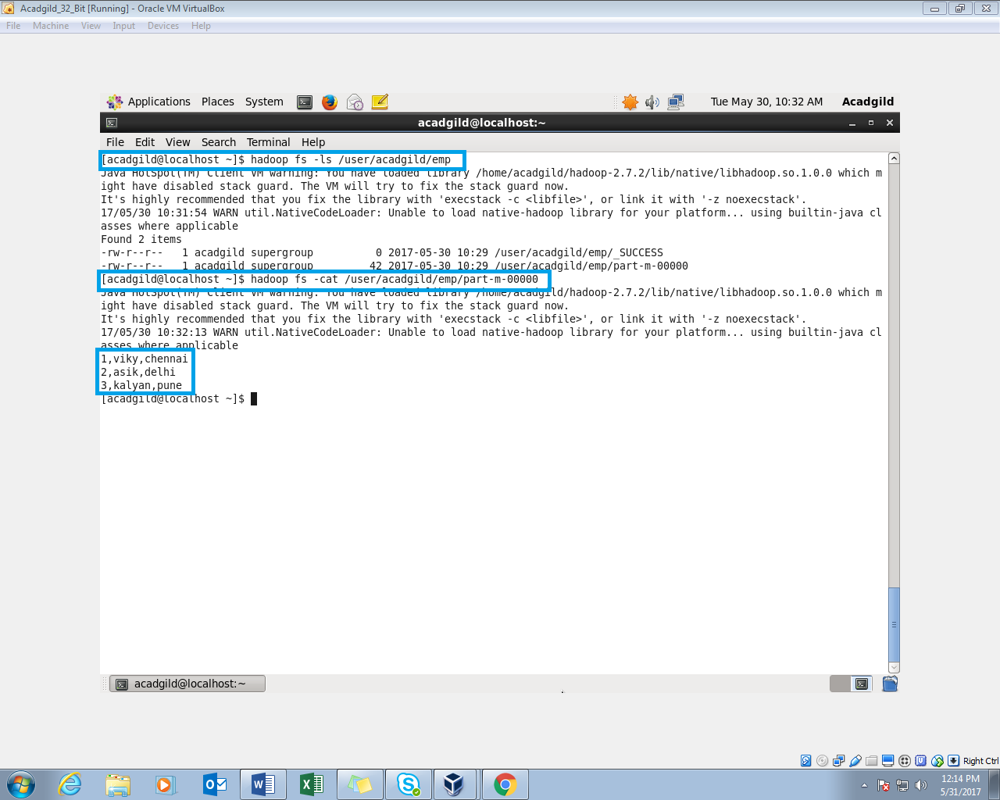 Acadgild_32_Bit [Running] - Oracle VM VirtualBox
File Machine View Input Devices Help
Applications Places System Tue May 30, 10:32 AM Acadgild
acadgild@localhost:~
File Edit View Search Terminal Help
[acadgild@localhost ~]$ hadoop fs -ls /user/acadgild/emp
Java HotSpot(TM) Client VM warning: You have loaded library /home/acadgild/hadoop-2.7.2/lib/native/libhadoop.so.1.0.0 which m
ight have disabled stack guard. The VM will try to fix the stack guard now.
It's highly recommended that you fix the library with 'execstack -c <libfile>', or link it with '-z noexecstack'.
17/05/30 10:31:54 WARN util.NativeCodeLoader: Unable to load native-hadoop library for your platform... using builtin-java cl
asses where applicable
Found 2 items
-rw-r--r--   1 acadgild supergroup          0 2017-05-30 10:29 /user/acadgild/emp/_SUCCESS
-rw-r--r--   1 acadgild supergroup         42 2017-05-30 10:29 /user/acadgild/emp/part-m-00000
[acadgild@localhost ~]$ hadoop fs -cat /user/acadgild/emp/part-m-00000
Java HotSpot(TM) Client VM warning: You have loaded library /home/acadgild/hadoop-2.7.2/lib/native/libhadoop.so.1.0.0 which m
ight have disabled stack guard. The VM will try to fix the stack guard now.
It's highly recommended that you fix the library with 'execstack -c <libfile>', or link it with '-z noexecstack'.
17/05/30 10:32:13 WARN util.NativeCodeLoader: Unable to load native-hadoop library for your platform... using builtin-java cl
asses where applicable
1,viky,chennai
2,asik,delhi
3,kalyan,pune
[acadgild@localhost ~]$
acadgild@localhost:~
Right Ctrl
12:14 PM
5/31/2017